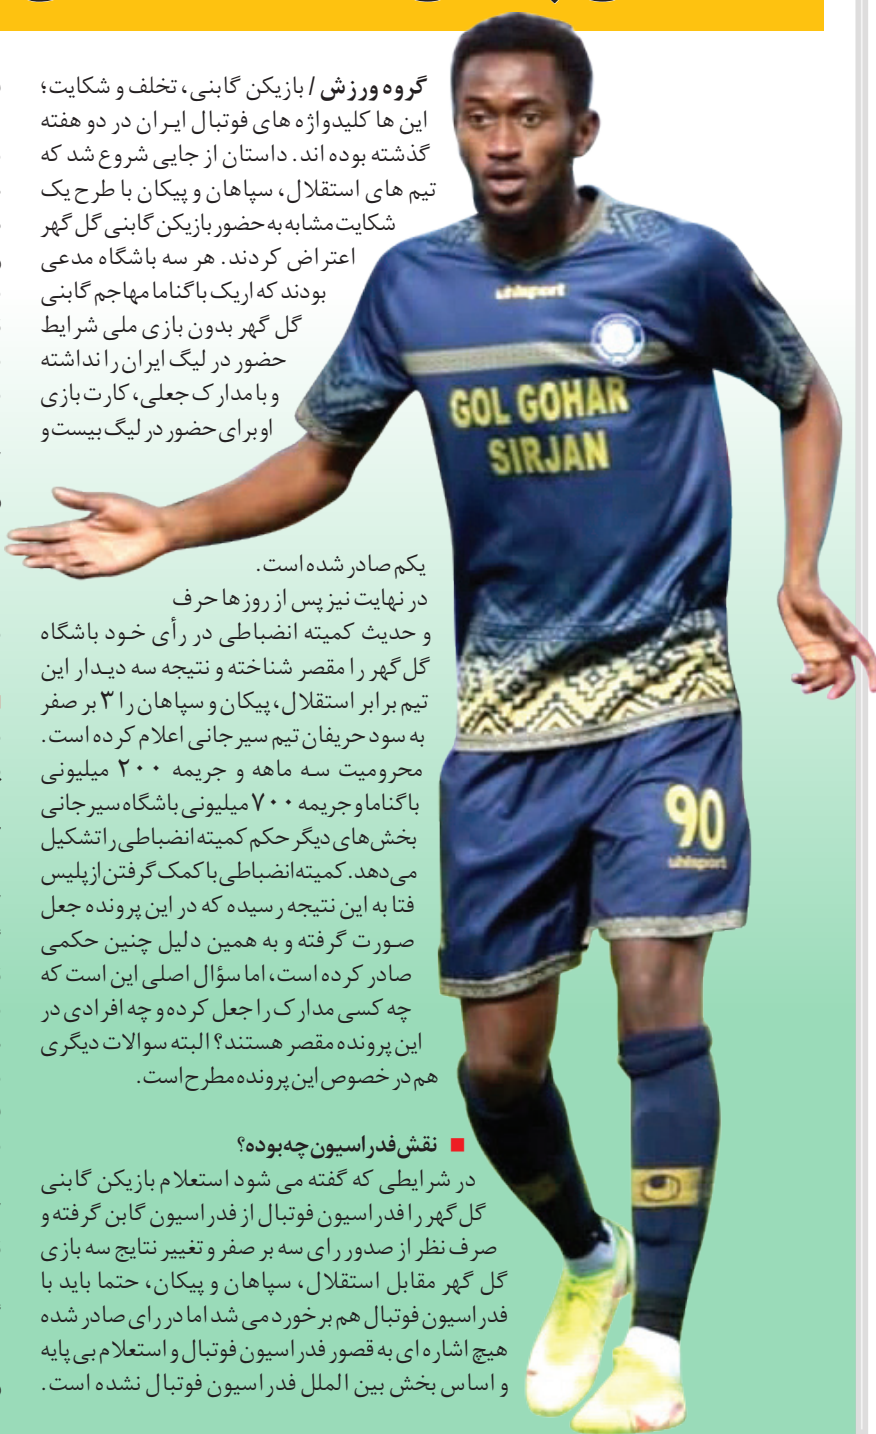 گروه ورزش / بازیکن گابنی، تخلف و شکایت؛
این ها کلیدواژه های فوتبال ایران در دو هفته
گذشته بوده اند. داستان از جایی شروع شد که
تیم های استقلال، سپاهان و پیکان با طرح یک
شکایت مشابه به حضور بازیکن گابنی گل گهر
اعتراض کردند. هر سه باشگاه مدعی
بودند که اریک باگناما مهاجم گابنی
گل گهر بدون بازی ملی شرایط
حضور در لیگ ایران را نداشته
و با مدارک جعلی، کارت بازی
او برای حضور در لیگ بیست و
یکم صادر شده است.
در نهایت نیز پس از روزها حرف
و حدیث کمیته انضباطی در رأی خود باشگاه
گل گهر را مقصر شناخته و نتیجه سه دیدار این
تیم برابر استقلال، پیکان و سپاهان را ۳ بر صفر
به سود حریفان تیم سیرجانی اعلام کرده است.
محرومیت سه ماهه و جریمه ۲۰۰ میلیونی
باگناما و جریمه ۷۰۰ میلیونی باشگاه سیرجانی
بخش‌های دیگر حکم کمیته انضباطی را تشکیل
می‌دهد. کمیته انضباطی با کمک گرفتن از پلیس
فتا به این نتیجه رسیده که در این پرونده جعل
صورت گرفته و به همین دلیل چنین حکمی
صادر کرده است، اما سؤال اصلی این است که
چه کسی مدارک را جعل کرده و چه افرادی در
این پرونده مقصر هستند؟ البته سوالات دیگری
هم در خصوص این پرونده مطرح است.
■ نقش فدراسیون چه بوده؟
در شرایطی که گفته می شود استعلام بازیکن گابنی
گل گهر را فدراسیون فوتبال از فدراسیون گابن گرفته و
صرف نظر از صدور رای سه بر صفر و تغییر نتایج سه بازی
گل گهر مقابل استقلال، سپاهان و پیکان، حتما باید با
فدراسیون فوتبال هم برخورد می شد اما در رای صادر شده
هیچ اشاره ای به قصور فدراسیون فوتبال و استعلام بی پایه
و اساس بخش بین الملل فدراسیون فوتبال نشده است.
uhlsport
GOL GOHAR
SIRJAN
90
uhlsport